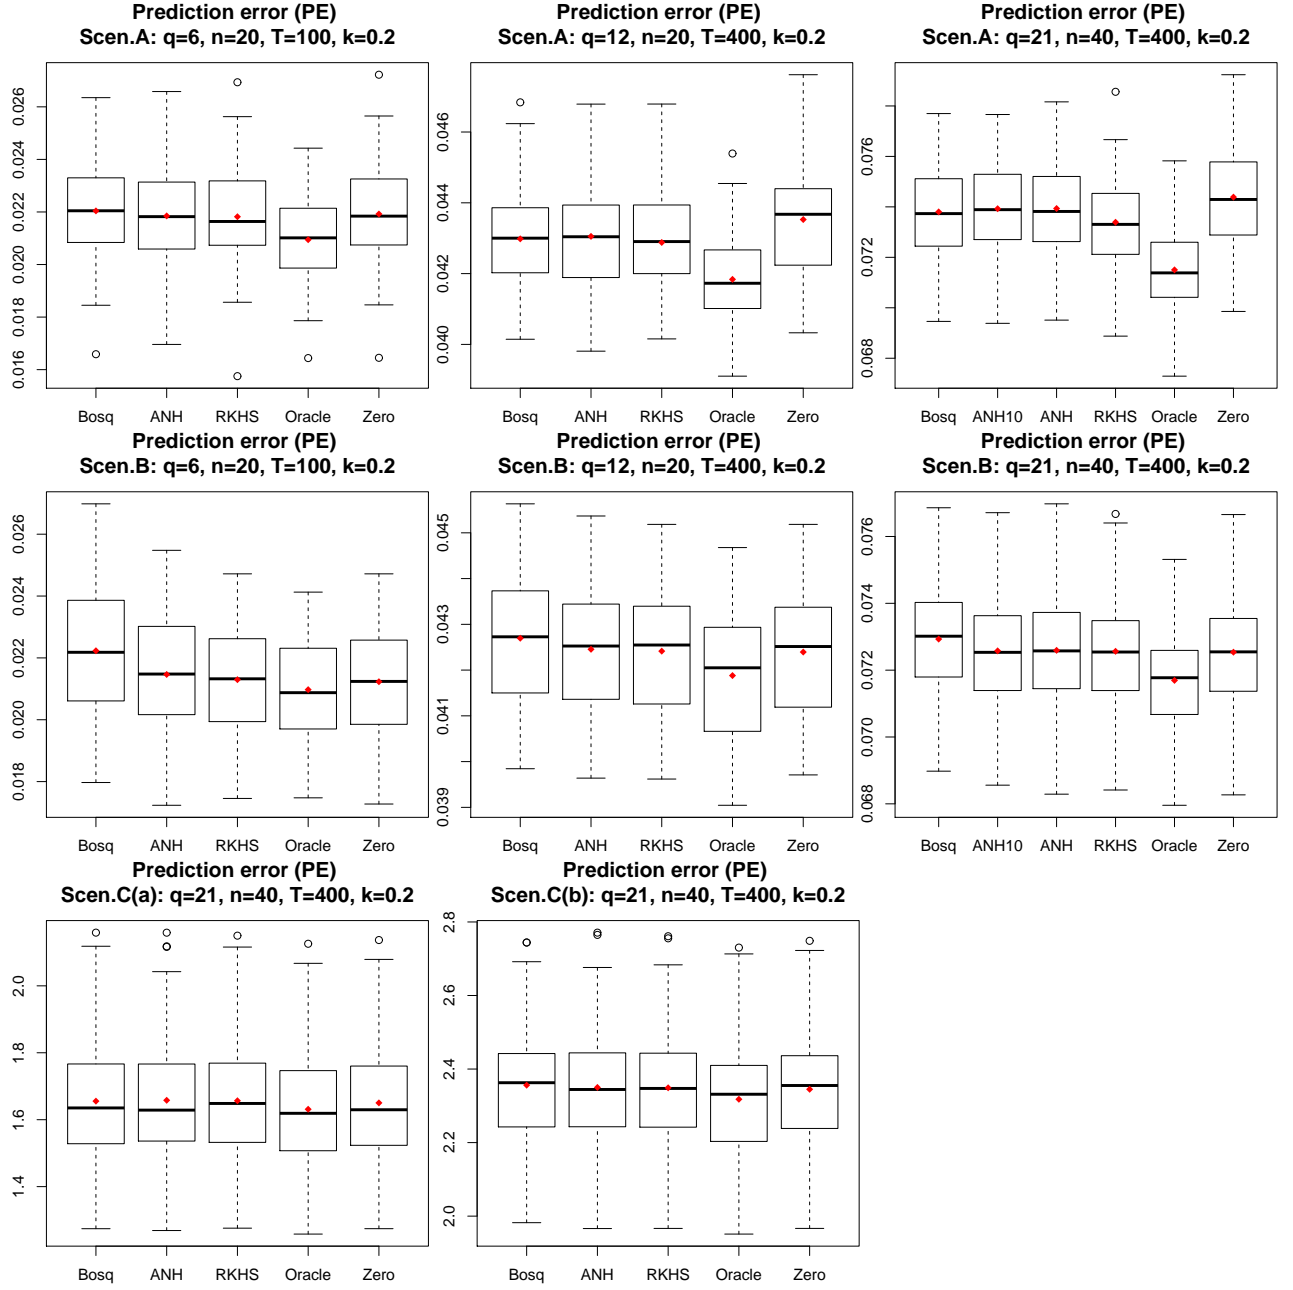 Prediction error (PE)
Scen.A: q=6, n=20, T=100, k=0.2
0.026
0.024
0.022
0.020
0.018
0.016
Bosq ANH RKHS Oracle Zero
Prediction error (PE)
Scen.A: q=12, n=20, T=400, k=0.2
0.046
0.044
0.042
0.040
Bosq ANH RKHS Oracle Zero
Prediction error (PE)
Scen.A: q=21, n=40, T=400, k=0.2
0.076
0.072
0.068
Bosq ANH10 ANH RKHS Oracle Zero
Prediction error (PE)
Scen.B: q=6, n=20, T=100, k=0.2
0.026
0.024
0.022
0.020
0.018
Bosq ANH RKHS Oracle Zero
Prediction error (PE)
Scen.B: q=12, n=20, T=400, k=0.2
0.045
0.043
0.041
0.039
Bosq ANH RKHS Oracle Zero
Prediction error (PE)
Scen.B: q=21, n=40, T=400, k=0.2
0.076
0.074
0.072
0.070
0.068
Bosq ANH10 ANH RKHS Oracle Zero
Prediction error (PE)
Scen.C(a): q=21, n=40, T=400, k=0.2
2.0
1.8
1.6
1.4
Bosq ANH RKHS Oracle Zero
Prediction error (PE)
Scen.C(b): q=21, n=40, T=400, k=0.2
2.8
2.6
2.4
2.2
2.0
Bosq ANH RKHS Oracle Zero